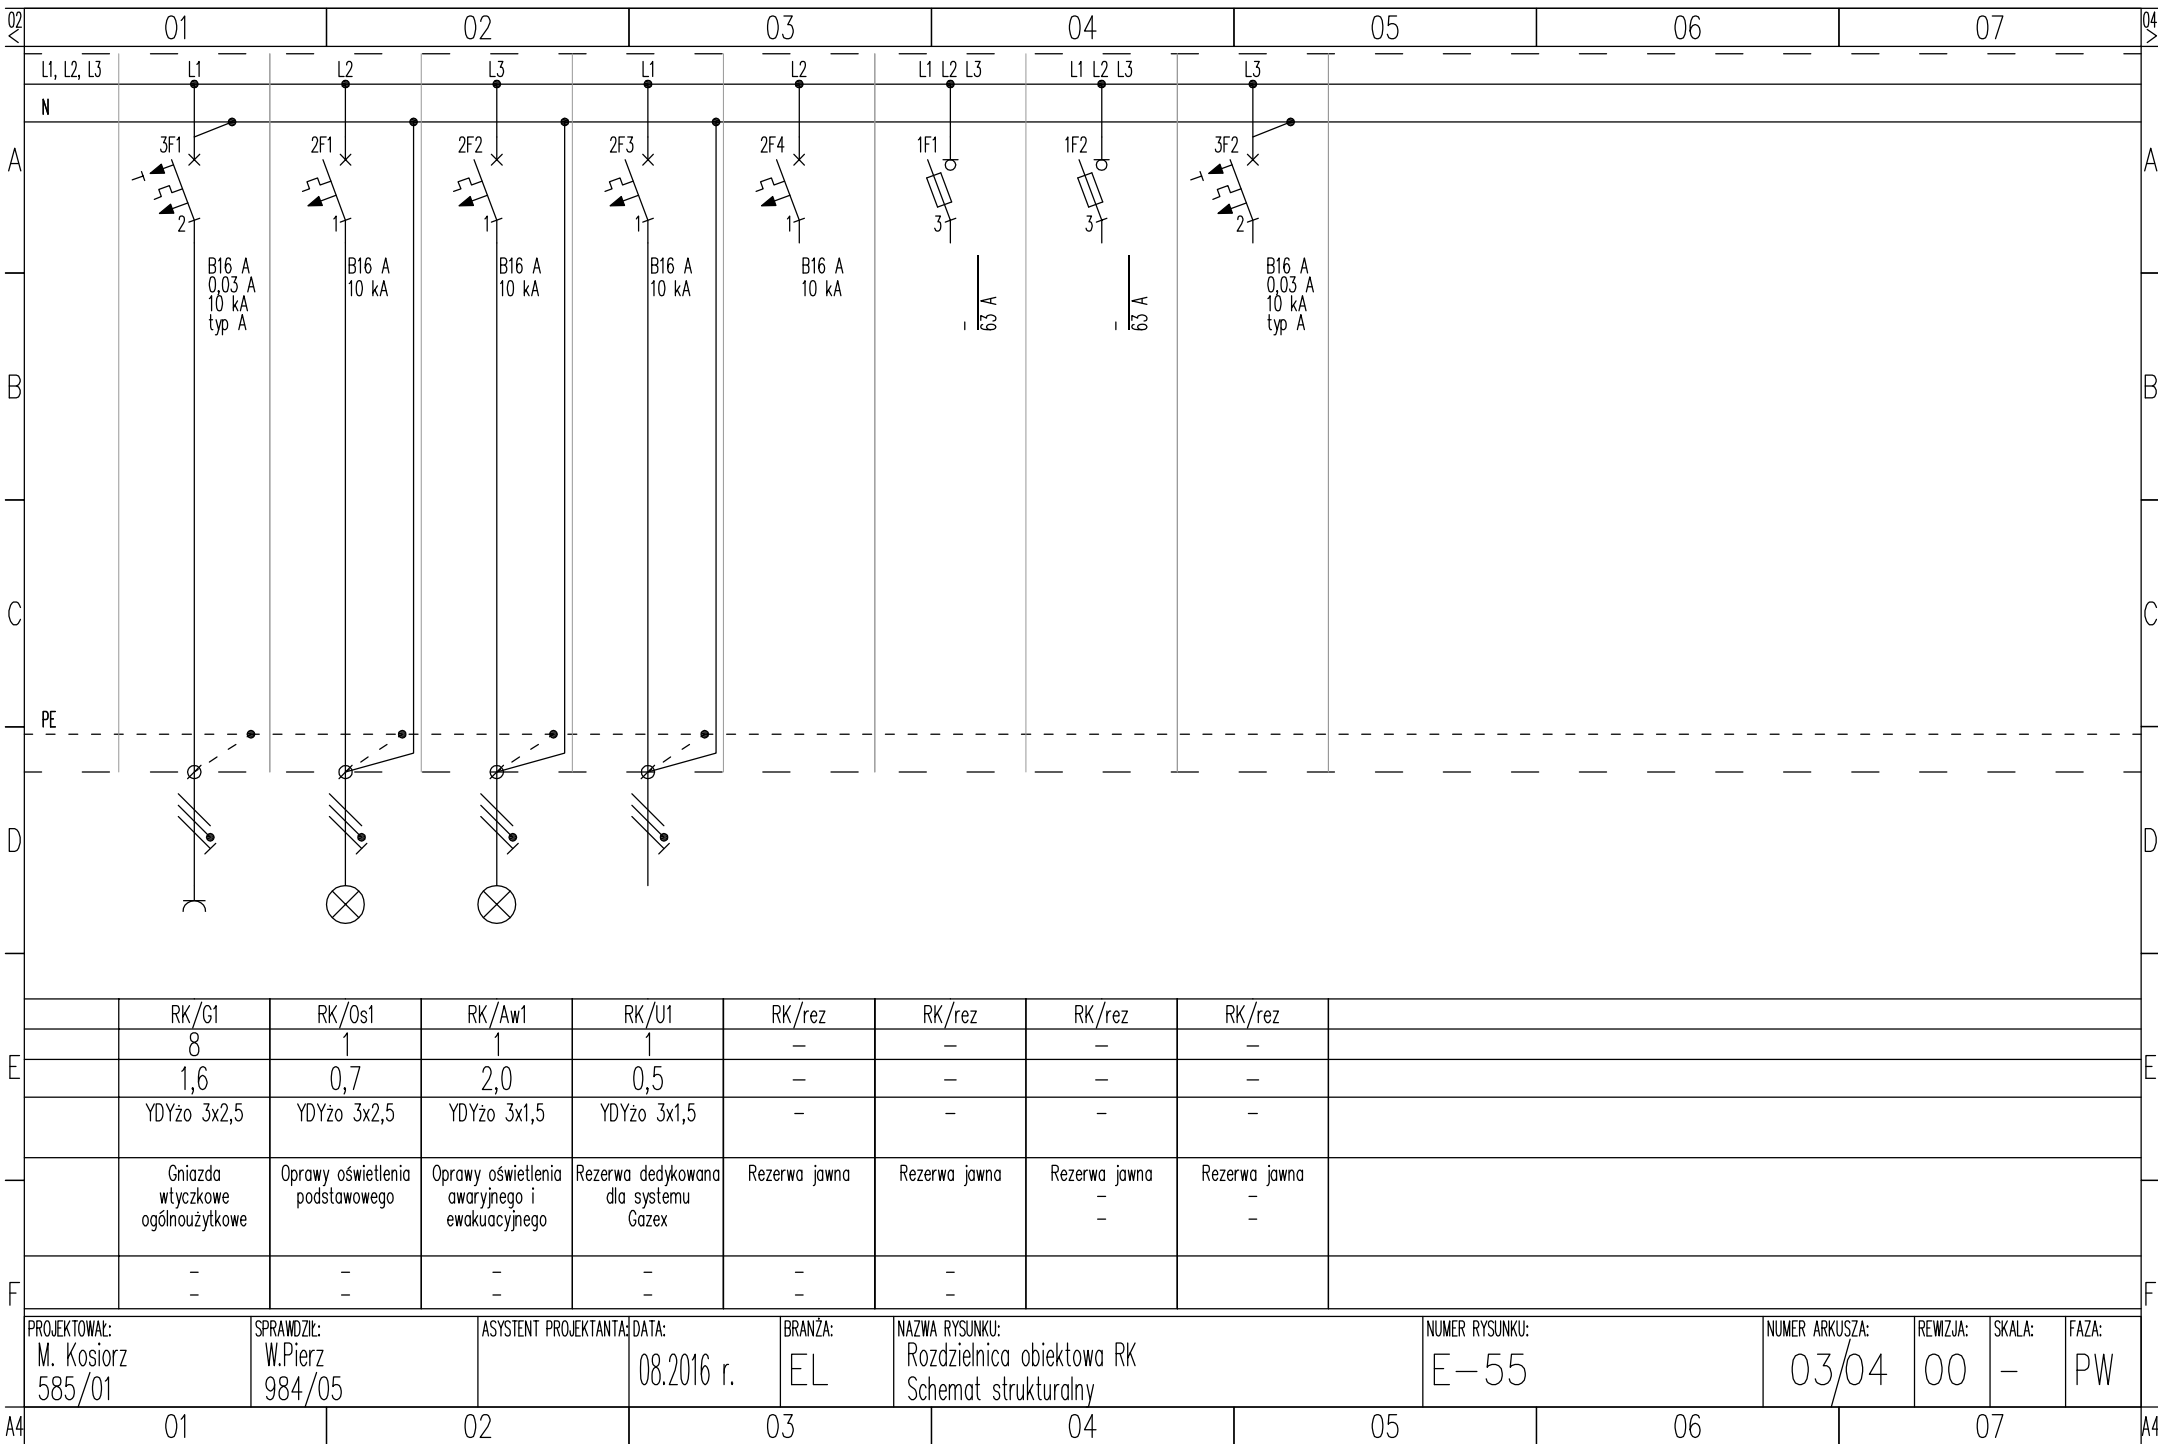 02 < 01 02 03 04 05 06 07 04 >
L1, L2, L3 L1 L2 L3 L1 L2 L1 L2 L3 L1 L2 L3 L3
N
A 3F1 2F1 2F2 2F3 2F4 1F1 1F2 3F2 A
2 1 1 1 1 3 3 2
B16 A
0,03 A
10 kA
typ A
B16 A
10 kA
B16 A
10 kA
B16 A
10 kA
B16 A
10 kA
–
63 A
–
63 A
B16 A
0,03 A
10 kA
typ A
B B
C C
PE
D D
RK/G1 RK/Os1 RK/Aw1 RK/U1 RK/rez RK/rez RK/rez RK/rez
8 1 1 1 – – – –
E E
1,6 0,7 2,0 0,5 – – – –
YDYżo 3x2,5 YDYżo 3x2,5 YDYżo 3x1,5 YDYżo 3x1,5 – – – –
Gniazda
wtyczkowe
ogólnoużytkowe
Oprawy oświetlenia
podstawowego
Oprawy oświetlenia
awaryjnego i
ewakuacyjnego
Rezerwa dedykowana
dla systemu
Gazex
Rezerwa jawna
Rezerwa jawna
Rezerwa jawna
–
–
Rezerwa jawna
–
–
– – – – – –
– – – – – –
F F
PROJEKTOWAŁ:
M. Kosiorz
585/01
SPRAWDZIŁ:
W.Pierz
984/05
ASYSTENT PROJEKTANTA:
DATA:
08.2016 r.
BRANŻA:
EL
NAZWA RYSUNKU:
Rozdzielnica obiektowa RK
Schemat strukturalny
NUMER RYSUNKU:
E-55
NUMER ARKUSZA:
03/04
REWIZJA:
00
SKALA:
–
FAZA:
PW
A4 01 02 03 04 05 06 07 A4